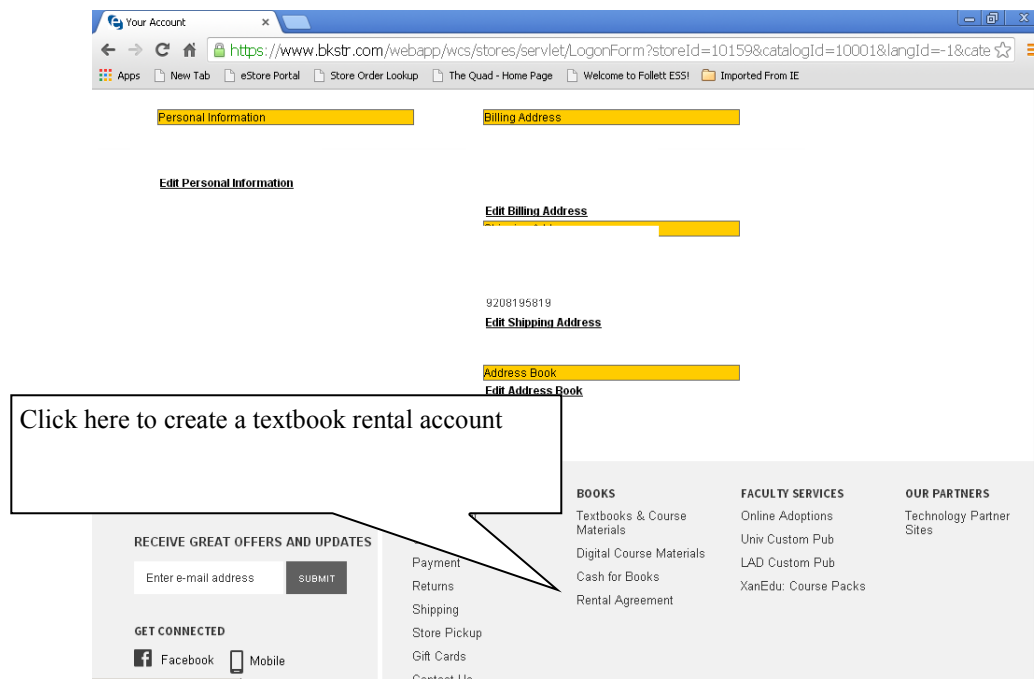 Your Account
https://www.bkstr.com/webapp/wcs/stores/servlet/LogonForm?storeId=10159&catalogId=10001&langId=-1&cate
Apps New Tab eStore Portal Store Order Lookup The Quad - Home Page Welcome to Follett ESS! Imported From IE
Personal Information
Edit Personal Information
Billing Address
Edit Billing Address
9208195819
Edit Shipping Address
Address Book
Edit Address Book
Click here to create a textbook rental account
RECEIVE GREAT OFFERS AND UPDATES
Enter e-mail address SUBMIT
GET CONNECTED
Facebook Mobile
Payment
Returns
Shipping
Store Pickup
Gift Cards
Contact Us
BOOKS
Textbooks & Course
Materials
Digital Course Materials
Cash for Books
Rental Agreement
FACULTY SERVICES
Online Adoptions
Univ Custom Pub
LAD Custom Pub
XanEdu: Course Packs
OUR PARTNERS
Technology Partner
Sites